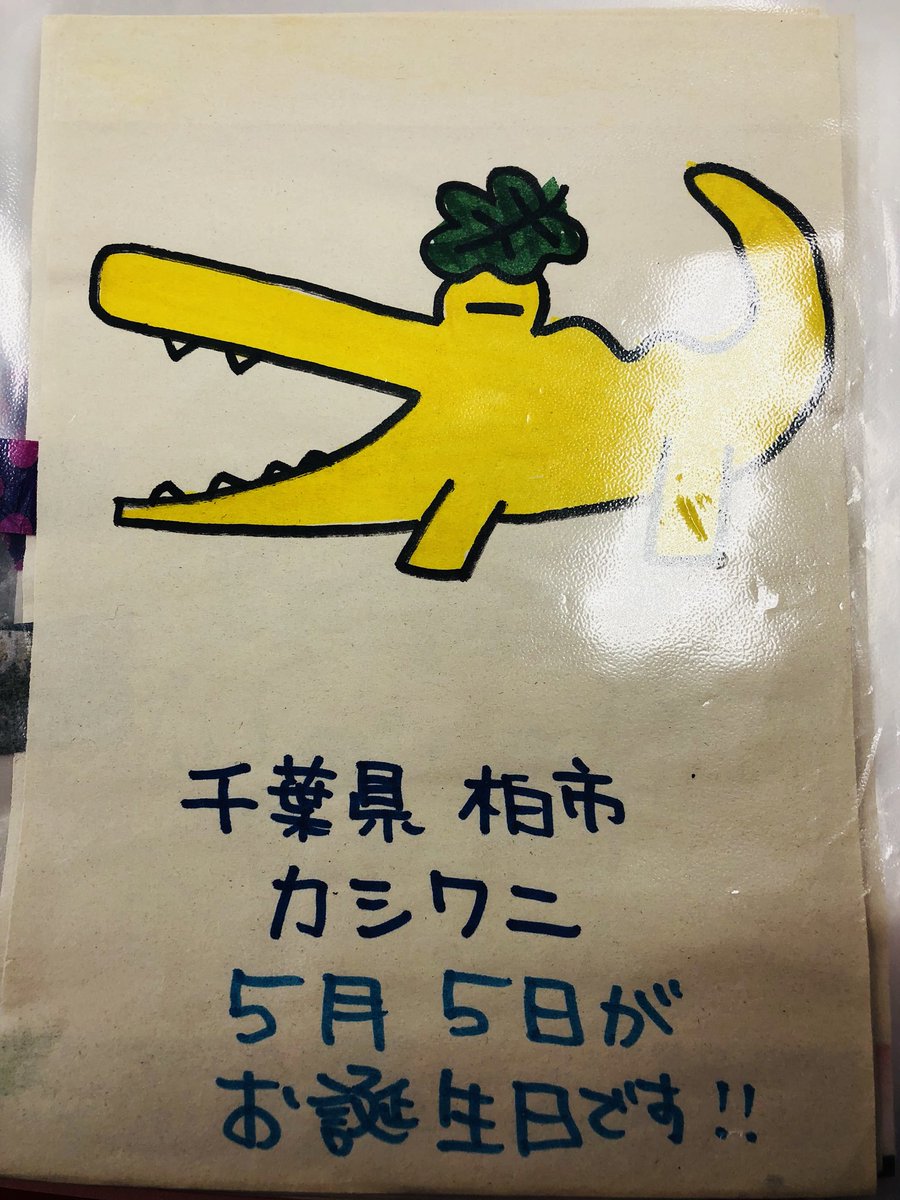 千葉県 柏市
カシワニ
5月 5日が
お誕生日です!!